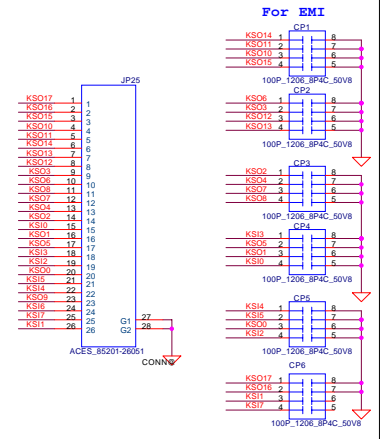 For EMI
JP25
KSO17 1 1
KSO16 2 2
KSO15 3 3
KSO10 4 4
KSO11 5 5
KSO14 6 6
KSO13 7 7
KSO12 8 8
KSO3 9 9
KSO6 10 10
KSO8 11 11
KSO7 12 12
KSO4 13 13
KSO2 14 14
KSI0 15 15
KSO1 16 16
KSO5 17 17
KSI3 18 18
KSI2 19 19
KSO0 20 20
KSI5 21 21
KSI4 22 22
KSO9 23 23
KSI6 24 24
KSI7 25 25 G1 27
KSI1 26 26 G2 28
ACES_85201-26051
CONN@
CP1
KSO14 1 8
KSO11 2 7
KSO10 3 6
KSO15 4 5
100P_1206_8P4C_50V8
CP2
KSO6 1 8
KSO3 2 7
KSO12 3 6
KSO13 4 5
100P_1206_8P4C_50V8
CP3
KSO2 1 8
KSO4 2 7
KSO7 3 6
KSO8 4 5
100P_1206_8P4C_50V8
CP4
KSI3 1 8
KSO5 2 7
KSO1 3 6
KSI0 4 5
100P_1206_8P4C_50V8
CP5
KSI4 1 8
KSI5 2 7
KSO0 3 6
KSI2 4 5
100P_1206_8P4C_50V8
CP6
KSO17 1 8
KSO16 2 7
KSI1 3 6
KSI7 4 5
100P_1206_8P4C_50V8